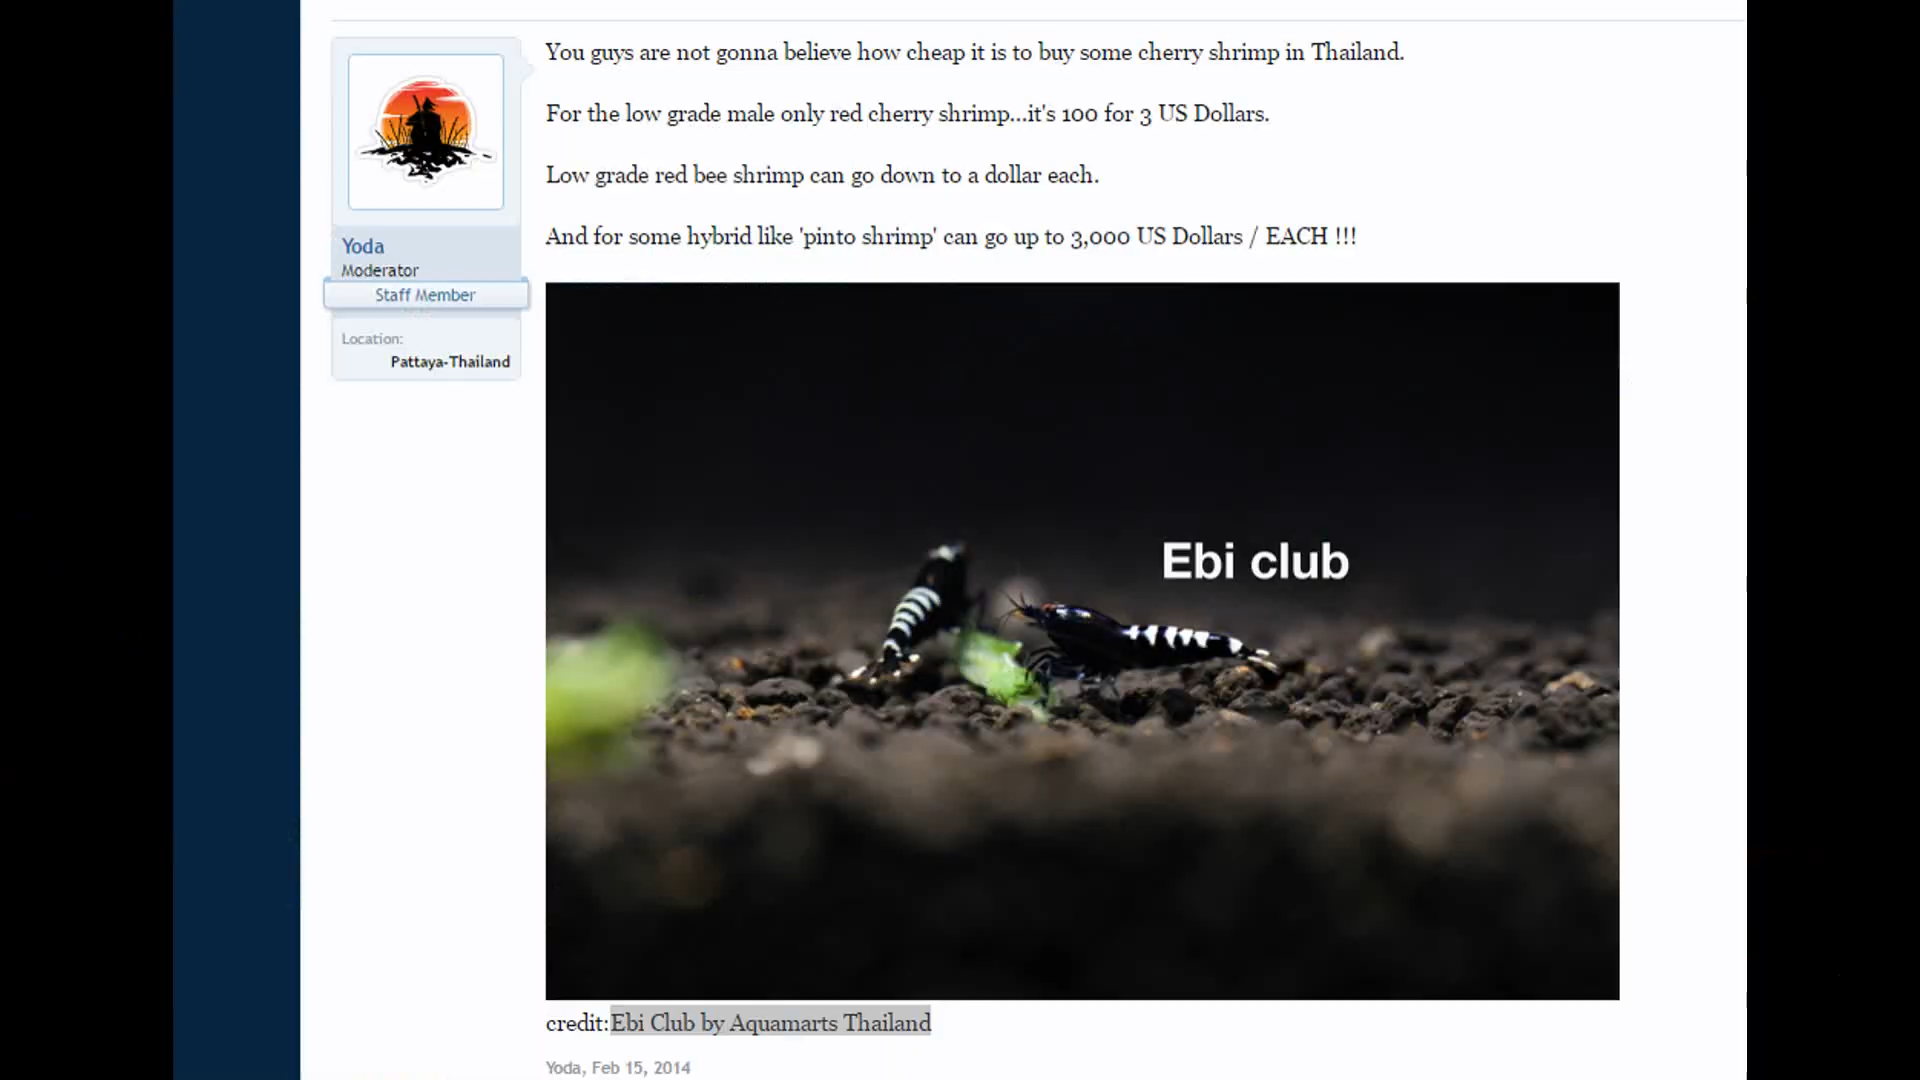 You guys are not gonna believe how cheap it is to buy some cherry shrimp in Thailand.
For the low grade male only red cherry shrimp...it's 100 for 3 US Dollars.
Low grade red bee shrimp can go down to a dollar each.
And for some hybrid like 'pinto shrimp' can go up to 3,000 US Dollars / EACH !!!
Yoda
Moderator
Staff Member
Location:
Pattaya-Thailand
Ebi club
credit:Ebi Club by Aquamarts Thailand
Yoda, Feb 15, 2014